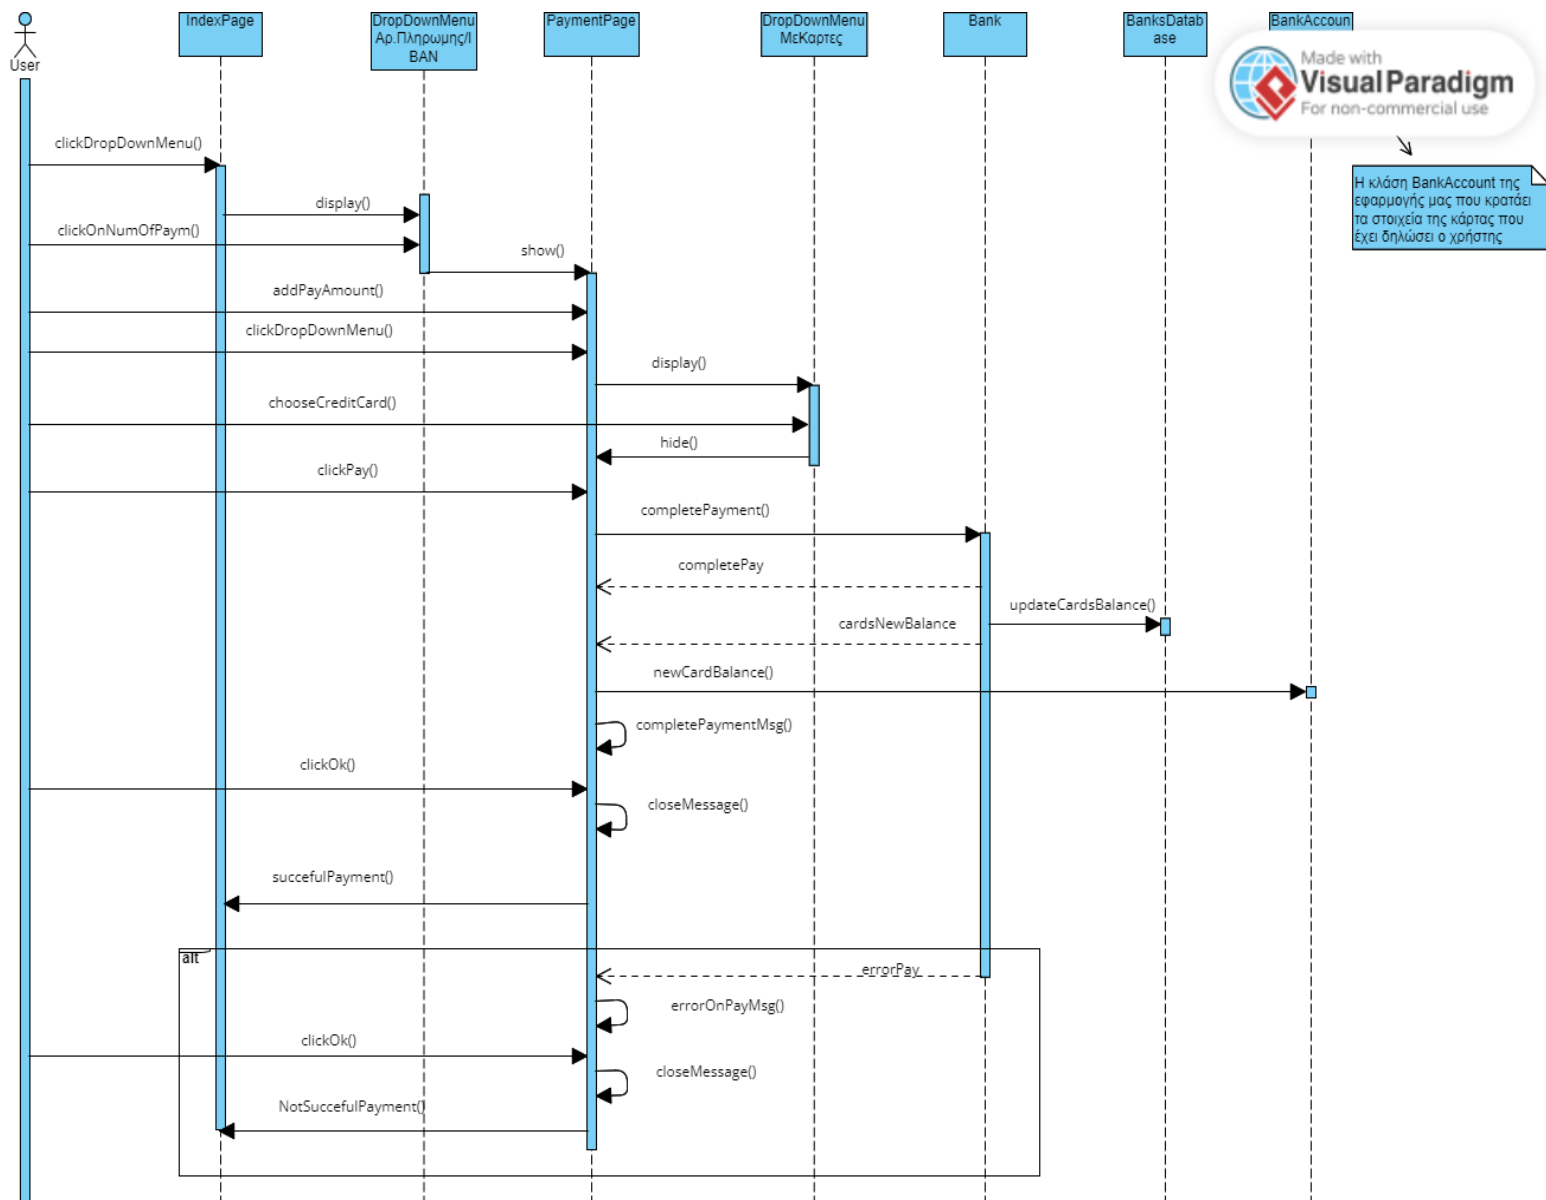 User
IndexPage
DropDownMenu
Αρ.Πληρωμης/I
BAN
PaymentPage
DropDownMenu
ΜεΚαρτες
Bank
BanksDatab
ase
BankAccoun
Made with
Visual Paradigm
For non-commercial use
Η κλάση BankAccount της
εφαρμογής μας που κρατάει
τα στοιχεία της κάρτας που
έχει δηλώσει ο χρήστης
clickDropDownMenu()
display()
clickOnNumOfPaym()
show()
addPayAmount()
clickDropDownMenu()
display()
chooseCreditCard()
hide()
clickPay()
completePayment()
completePay
updateCardsBalance()
cardsNewBalance
newCardBalance()
completePaymentMsg()
clickOk()
closeMessage()
succefulPayment()
alt
errorPay
errorOnPayMsg()
clickOk()
closeMessage()
NotSuccefulPayment()